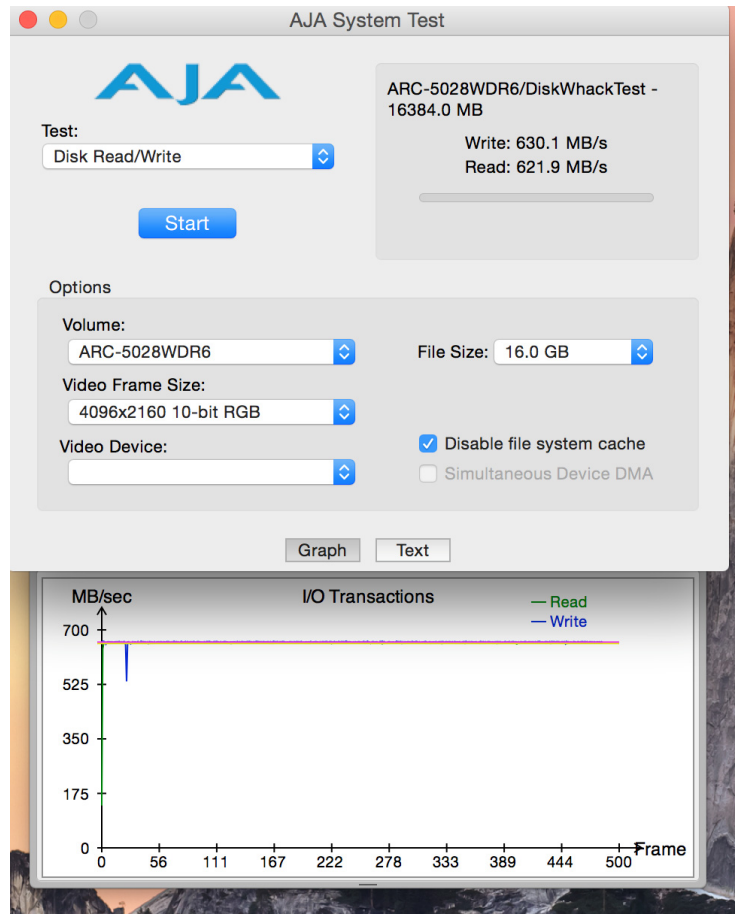 AJA System Test
AJA
ARC-5028WDR6/DiskWhackTest -
16384.0 MB
Write: 630.1 MB/s
Read: 621.9 MB/s
Test:
Disk Read/Write
Start
Options
Volume:
ARC-5028WDR6
File Size: 16.0 GB
Video Frame Size:
4096x2160 10-bit RGB
Video Device:
Disable file system cache
Simultaneous Device DMA
Graph Text
MB/sec
I/O Transactions
Read
Write
700
525
350
175
0
0 56 111 167 222 278 333 389 444 500
Frame